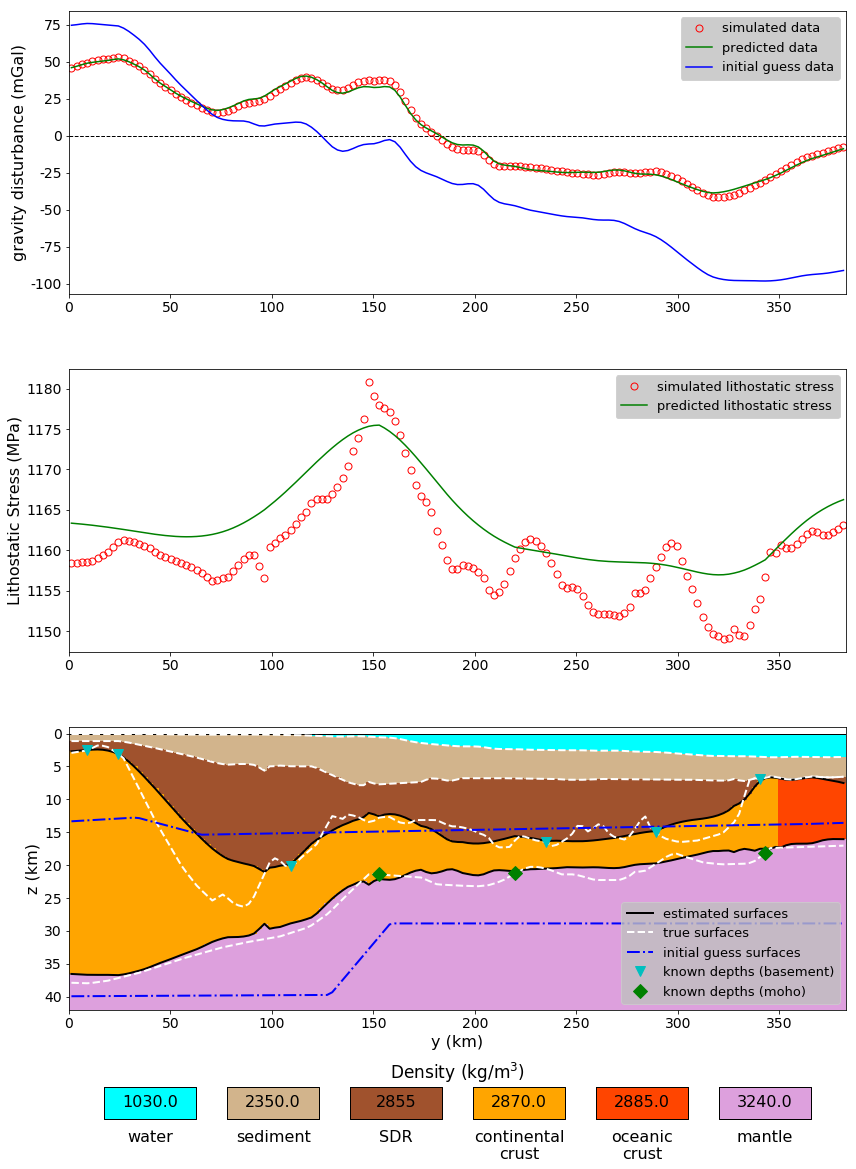 75
50
25
0
-25
-50
-75
-100
gravity disturbance (mGal)
simulated data
predicted data
initial guess data
0 50 100 150 200 250 300 350
1180
1175
1170
1165
1160
1155
1150
Lithostatic Stress (MPa)
simulated lithostatic stress
predicted lithostatic stress
0 50 100 150 200 250 300 350
0
5
10
15
20
25
30
35
40
z (km)
estimated surfaces
true surfaces
initial guess surfaces
known depths (basement)
known depths (moho)
0 50 100 150 200 250 300 350
y (km)
Density (kg/m³)
1030.0 2350.0 2855 2870.0 2885.0 3240.0
water sediment SDR continental oceanic mantle
crust crust